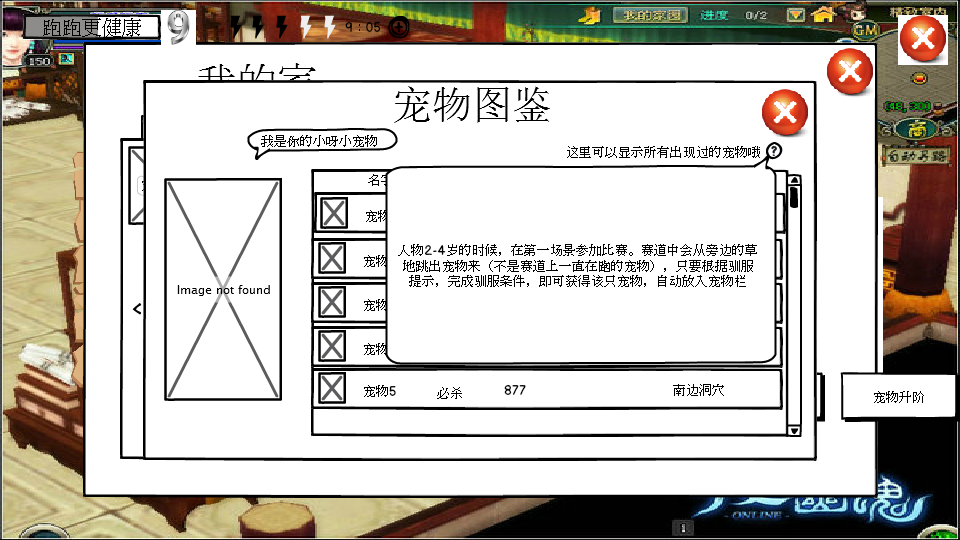 跑跑更健康
9
9:05
我的家园
进度
0/2
GM
150
我的家
宠物图鉴
我是你的小呀小宠物
这里可以显示所有出现过的宠物哦
?
商
自动寻路
名字
宠物
宠物
宠物
宠物
人物2-4岁的时候，在第一场景参加比赛。赛道中会从旁边的草
地跳出宠物来（不是赛道上一直在跑的宠物），只要根据驯服
提示，完成驯服条件，即可获得该只宠物，自动放入宠物栏
Image not found
<
宠物5
必杀
877
南边洞穴
宠物升阶
ONLINE